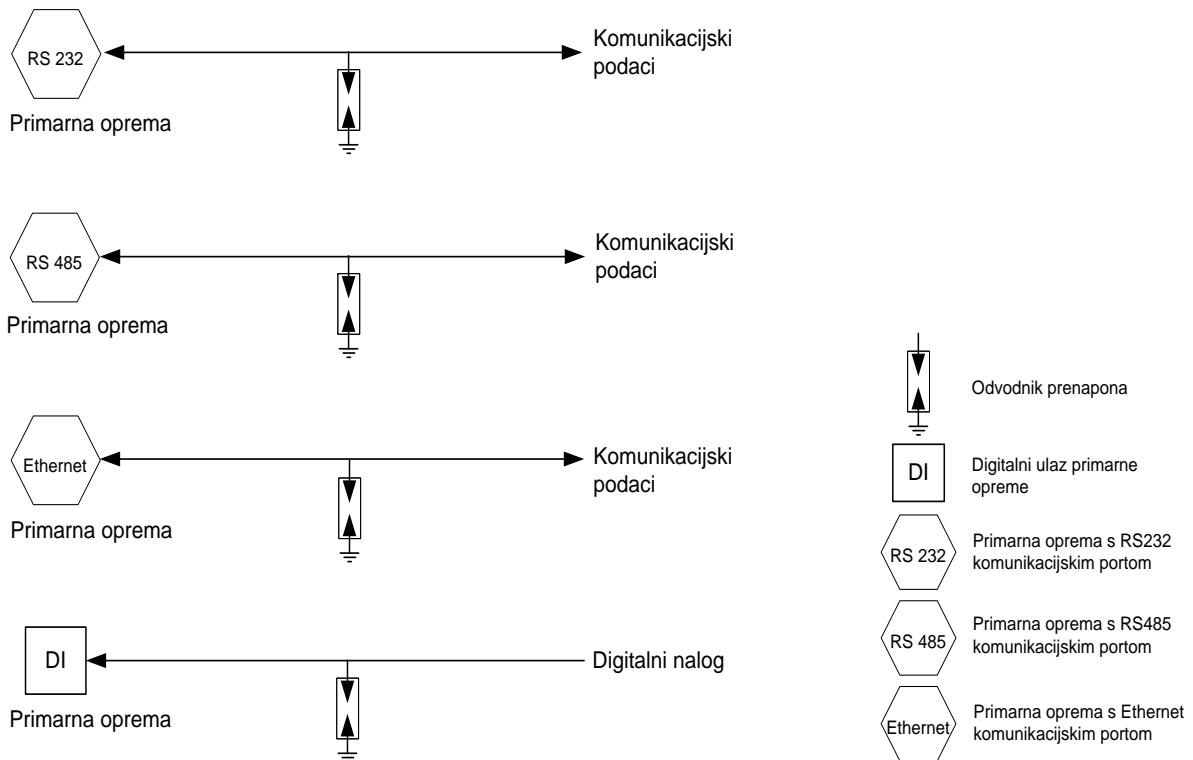 RS 232
Komunikacijski
podaci
Primarna oprema
RS 485
Komunikacijski
podaci
Primarna oprema
Ethernet
Komunikacijski
podaci
Primarna oprema
DI
Digitalni nalog
Primarna oprema
Odvodnik prenapona
DI
Digitalni ulaz primarne
opreme
RS 232
Primarna oprema s RS232
komunikacijskim portom
RS 485
Primarna oprema s RS485
komunikacijskim portom
Ethernet
Primarna oprema s Ethernet
komunikacijskim portom